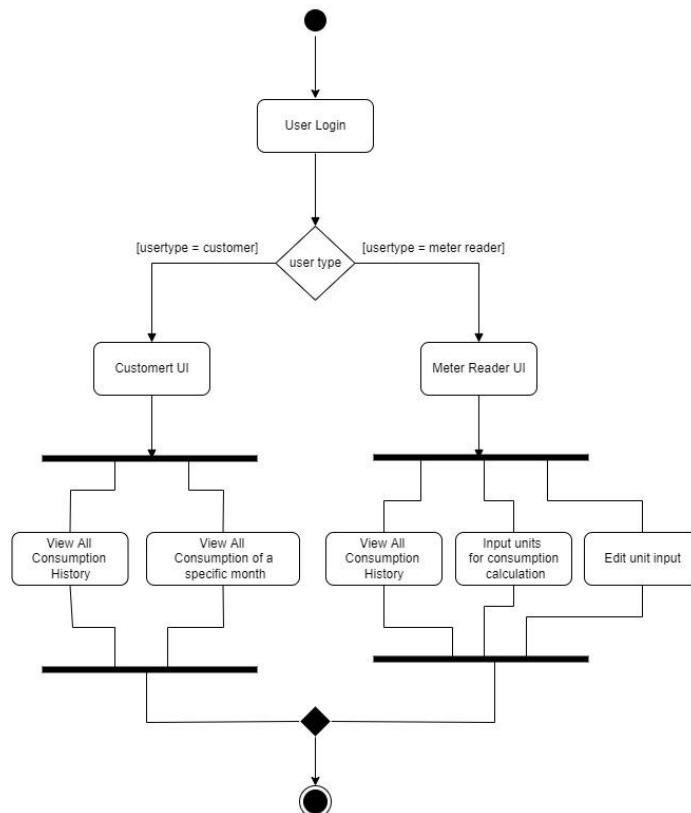 User Login
[usertype = customer]
[usertype = meter reader]
user type
Customert UI
Meter Reader UI
View All
Consumption
History
View All
Consumption of a
specific month
View All
Consumption
History
Input units
for consumption
calculation
Edit unit input